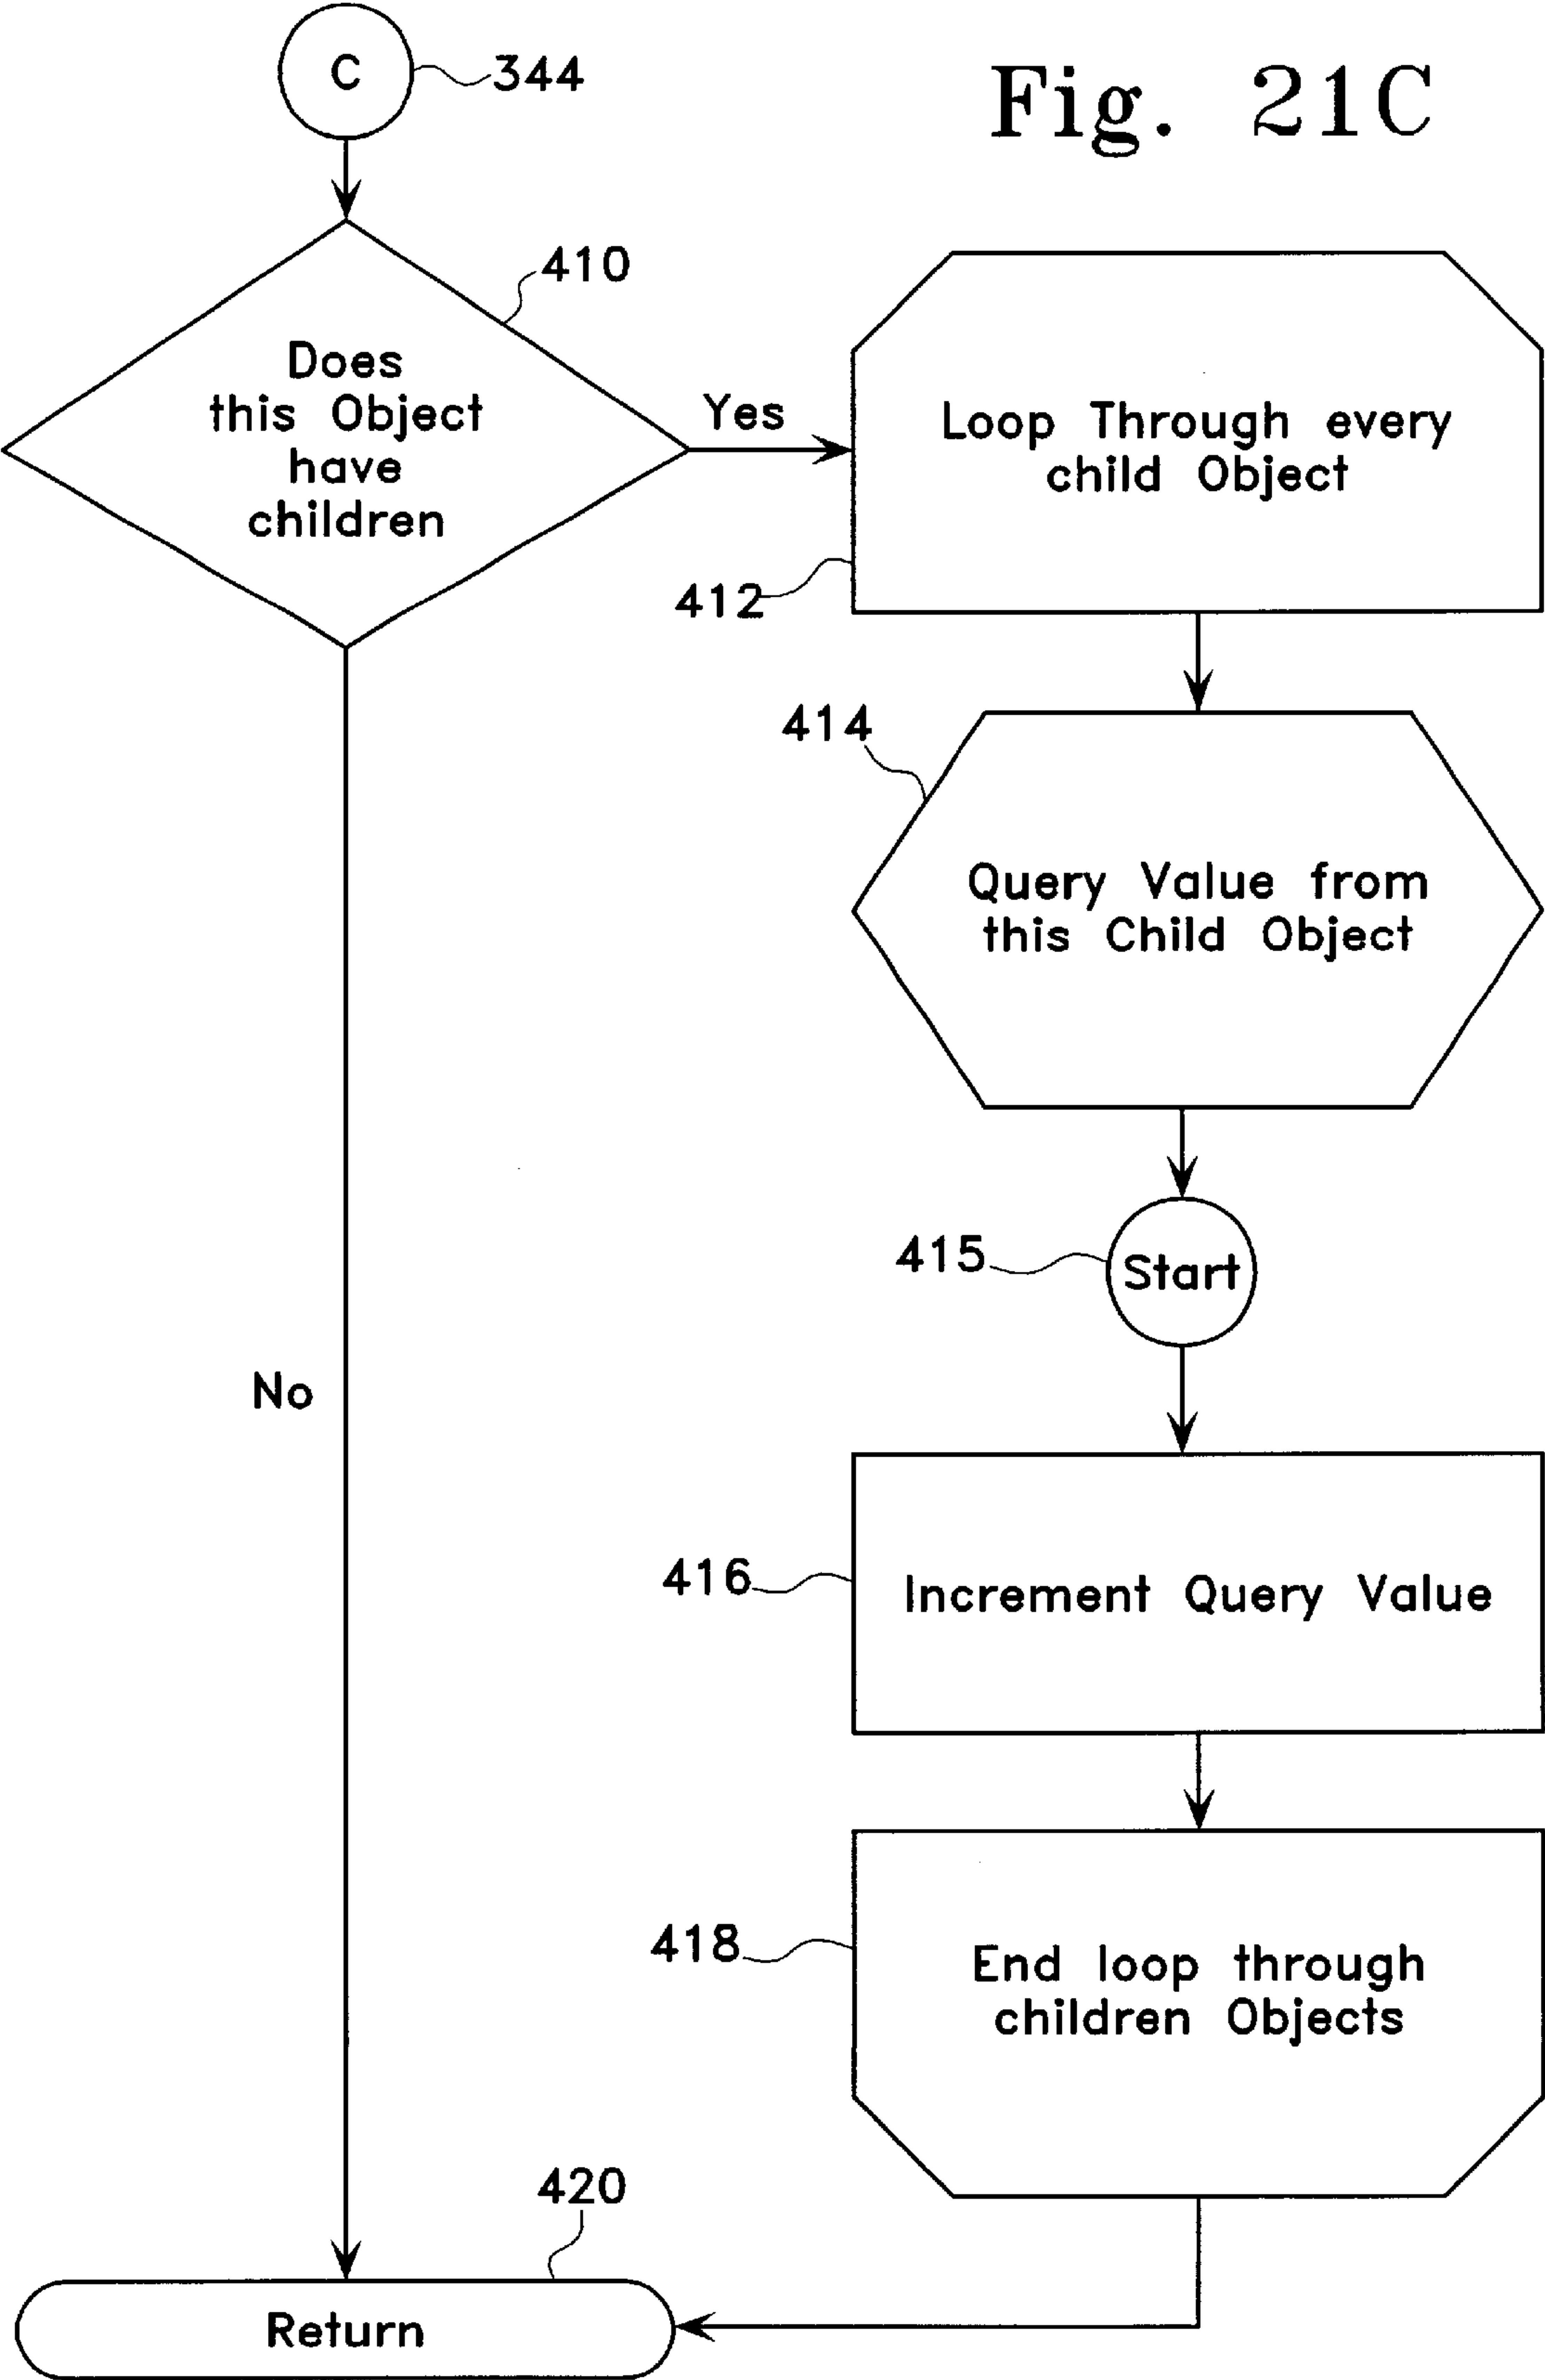 C
344
Fig. 21C
410
Does
this Object
have
children
Yes
Loop Through every
child Object
412
414
Query Value from
this Child Object
415
Start
No
416
Increment Query Value
418
End loop through
children Objects
420
Return